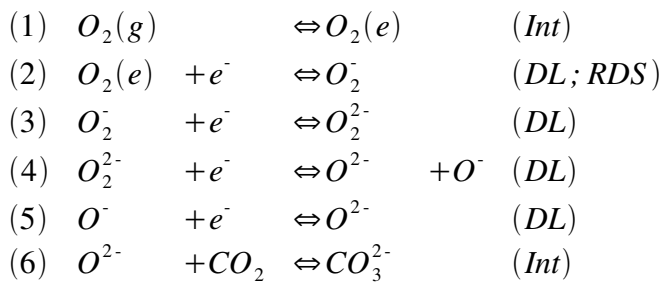 (1) O₂(g) ⇔ O₂(e) (Int)
(2) O₂(e) + e⁻ ⇔ O₂⁻ (DL ; RDS)
(3) O₂⁻ + e⁻ ⇔ O₂²⁻ (DL)
(4) O₂²⁻ + e⁻ ⇔ O²⁻ + O⁻ (DL)
(5) O⁻ + e⁻ ⇔ O²⁻ (DL)
(6) O²⁻ + CO₂ ⇔ CO₃²⁻ (Int)